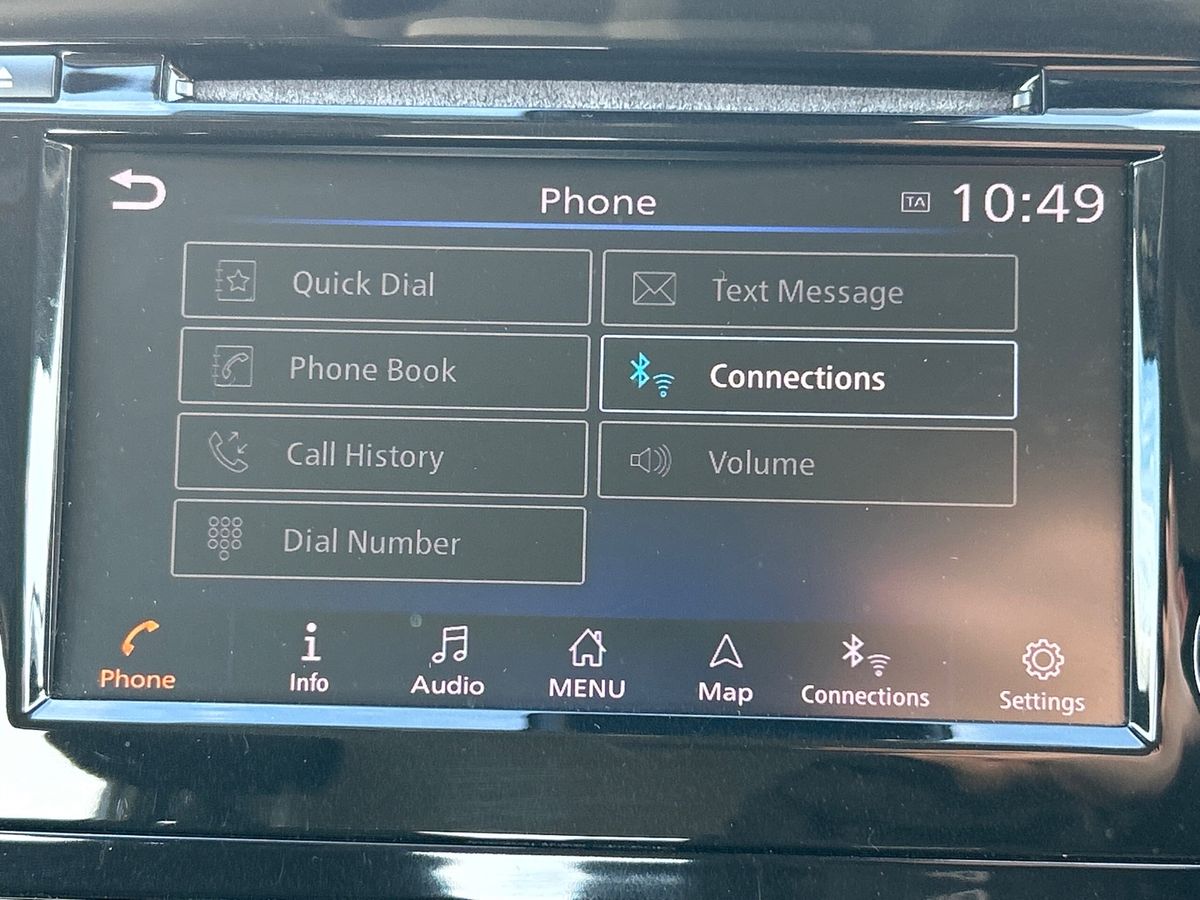 Phone
TA
10:49
Quick Dial
Text Message
Phone Book
Connections
Call History
Volume
Dial Number
Phone
Info
Audio
MENU
Map
Connections
Settings